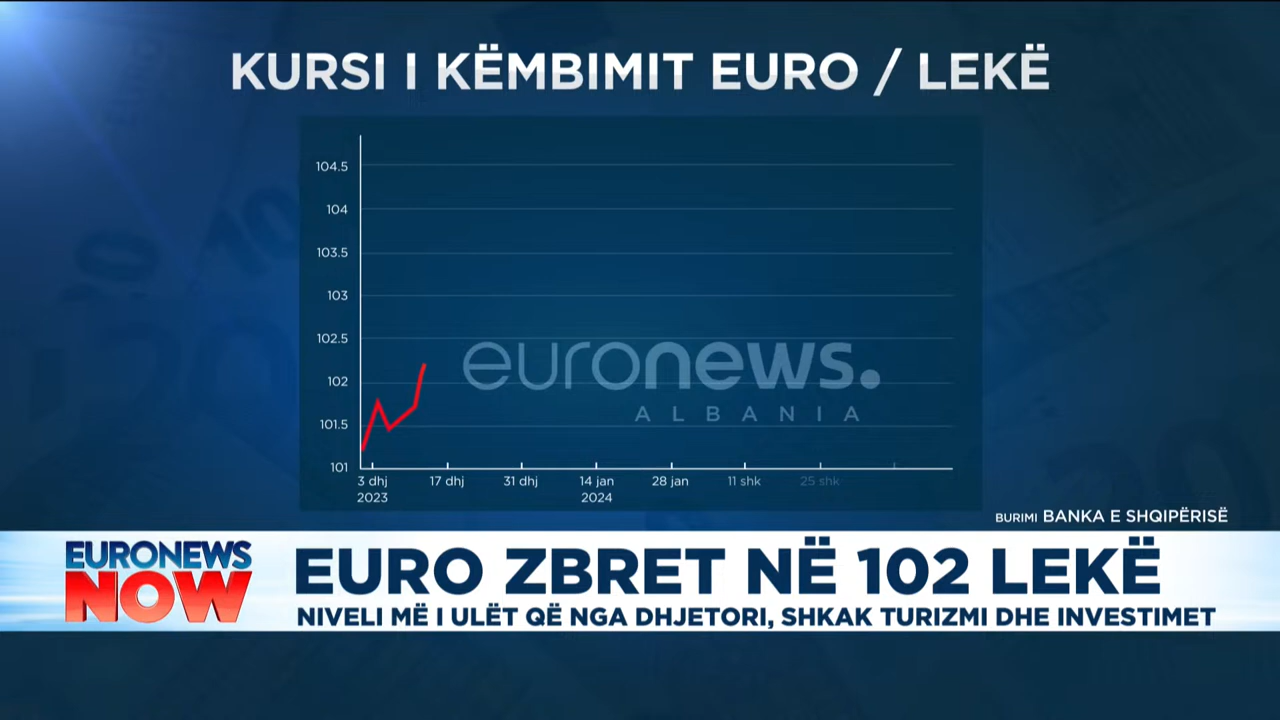 KURSI I KËMBIMIT EURO / LEKË
104.5
104
103.5
103
102.5
102
101.5
101
euronews.
ALBANIA
3 dhj 17 dhj 31 dhj 14 jan 28 jan 11 shk 25 shk
2023 2024
BURIMI BANKA E SHQIPËRISË
EURONEWS
NOW
EURO ZBRET NË 102 LEKË
NIVELI MË I ULËT QË NGA DHJETORI, SHKAK TURIZMI DHE INVESTIMET